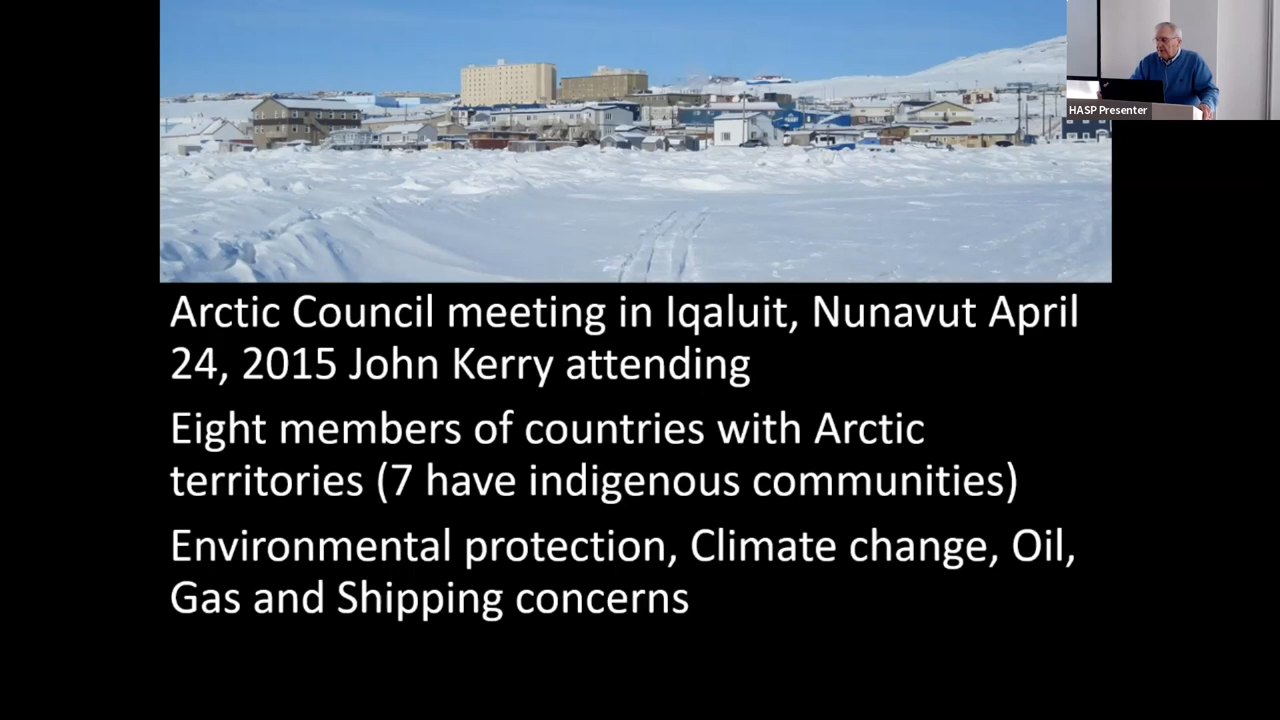 HASP Presenter
Arctic Council meeting in Iqaluit, Nunavut April
24, 2015 John Kerry attending
Eight members of countries with Arctic
territories (7 have indigenous communities)
Environmental protection, Climate change, Oil,
Gas and Shipping concerns